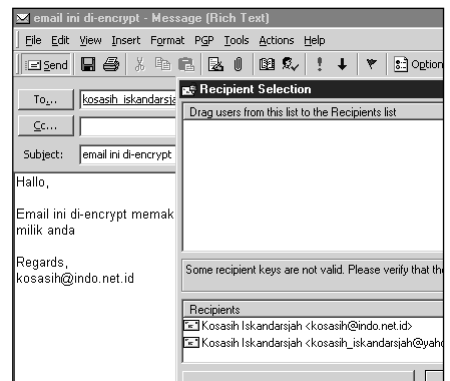 email ini di-encrypt - Message (Rich Text)
File Edit View Insert Format PGP Tools Actions Help
Send Option
To... kosasih_iskandarsja
Cc...
Subject: email ini di-encrypt
Hallo,
Email ini di-encrypt memak
milik anda
Regards,
kosasih@indo.net.id
Recipient Selection
Drag users from this list to the Recipients list
Some recipient keys are not valid. Please verify that the
Recipients
Kosasih Iskandarsjah <kosasih@indo.net.id>
Kosasih Iskandarsjah <kosasih_iskandarsjah@yaho